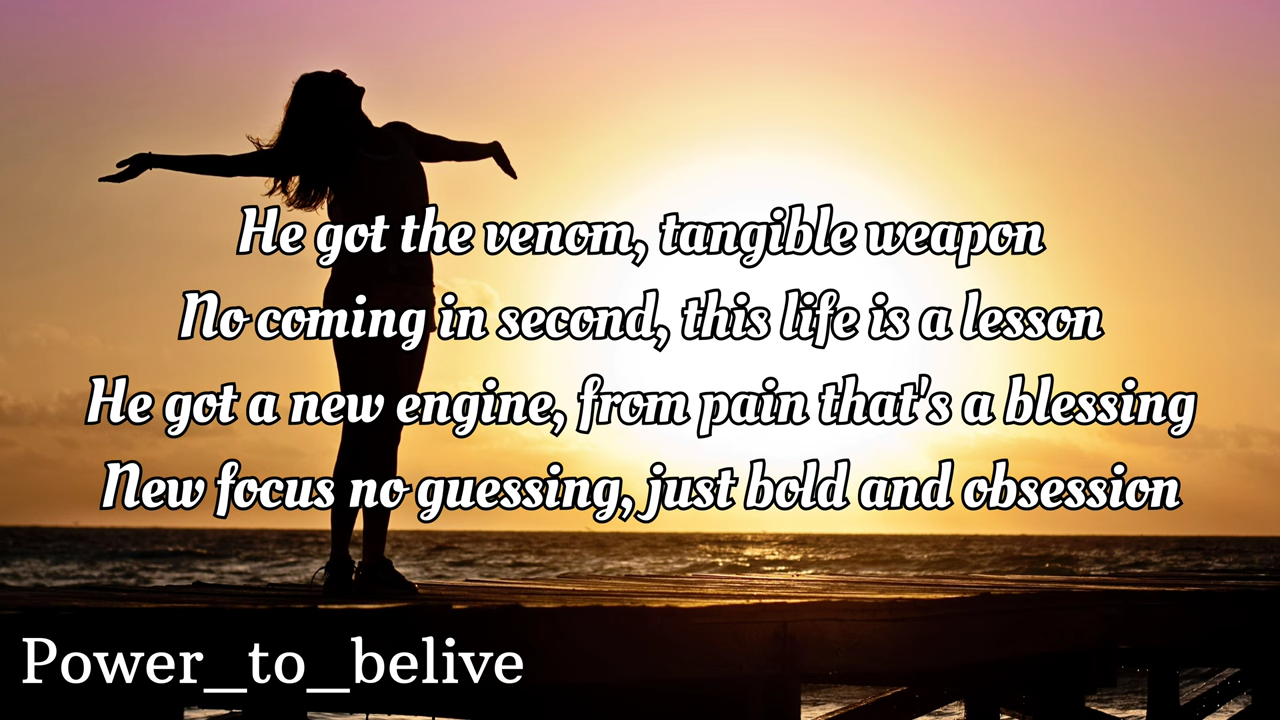 He got the venom, tangible weapon
No coming in second, this life is a lesson
He got a new engine, from pain that's a blessing
New focus no guessing, just bold and obsession
Power_to_belive